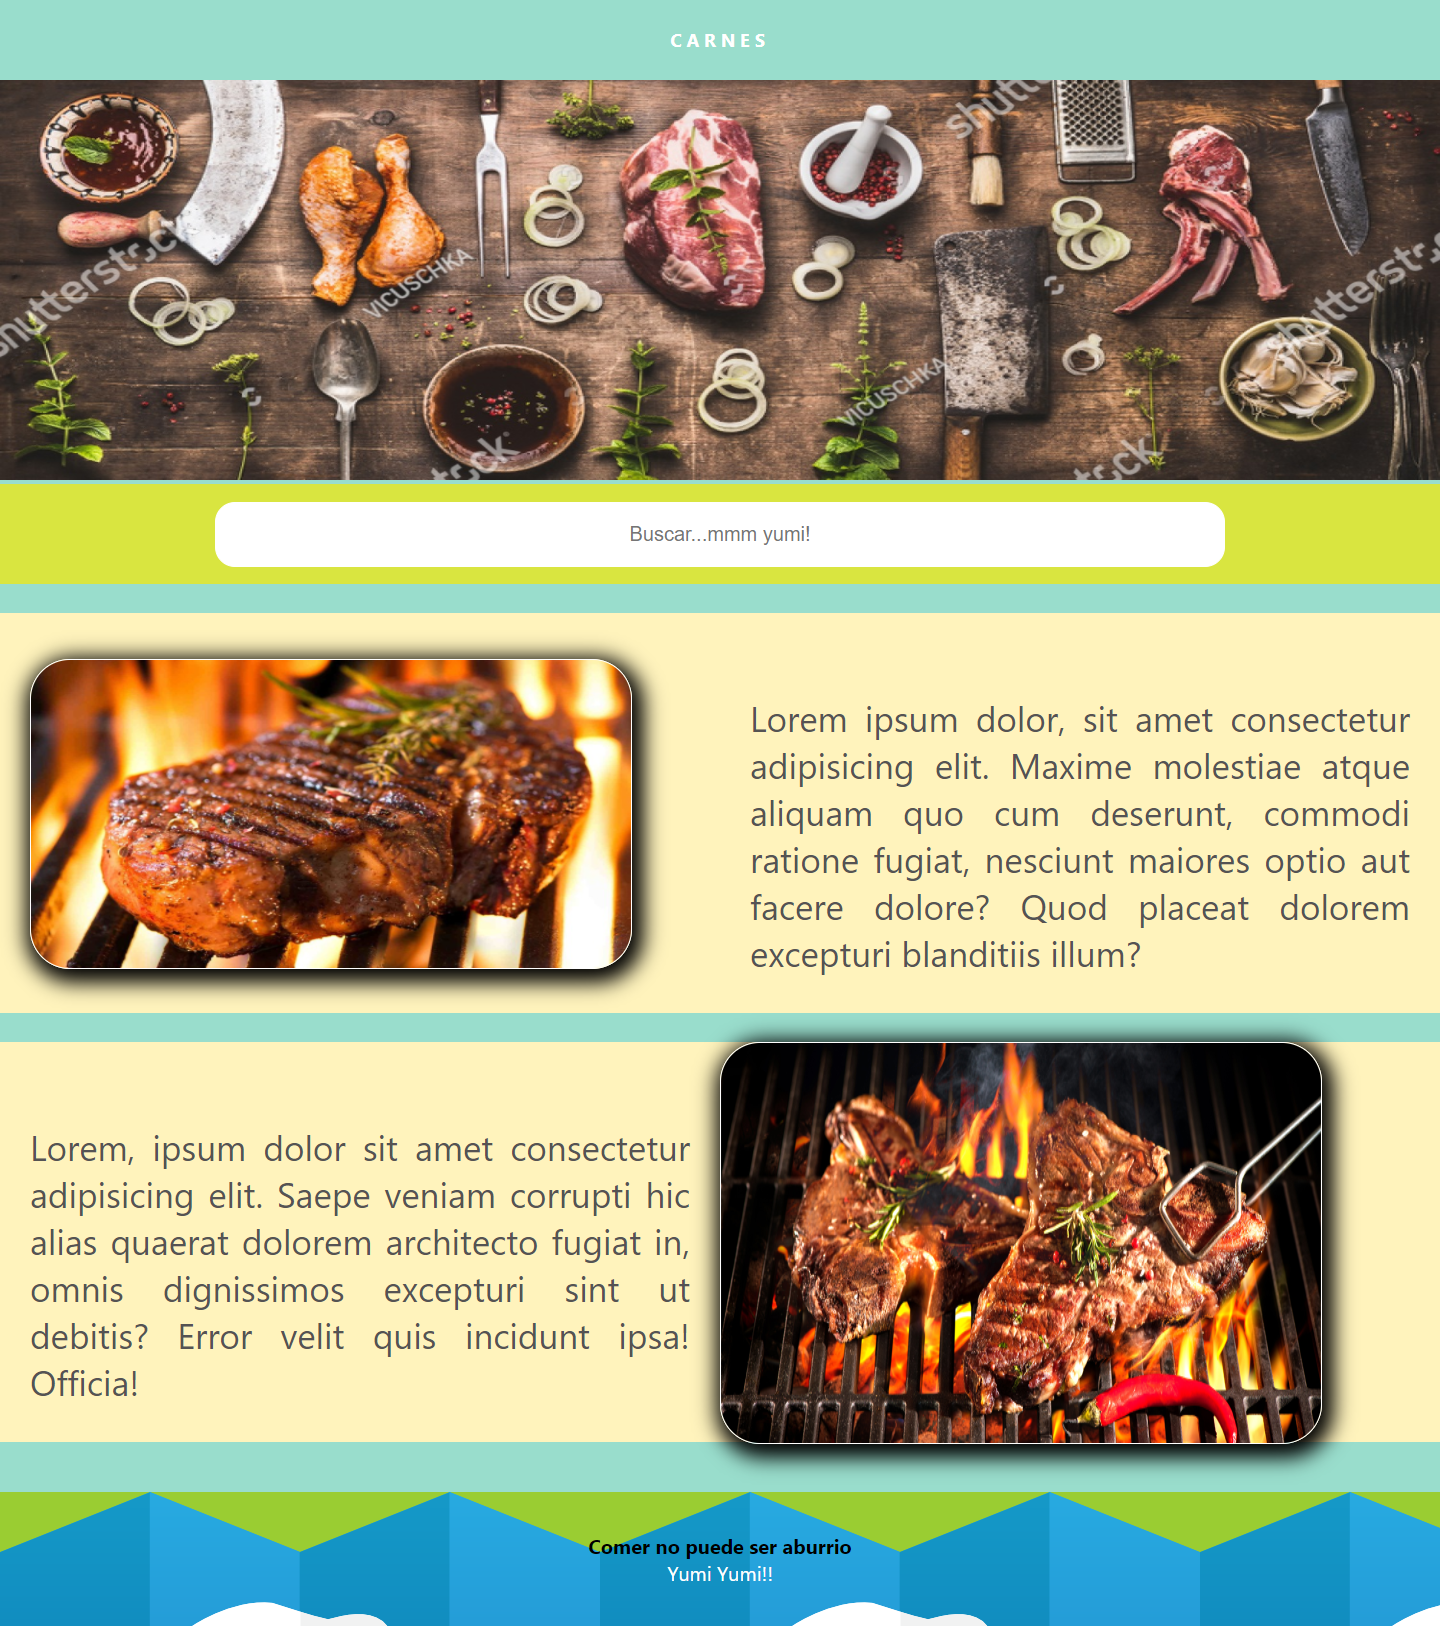 CARNES
shutterstock
VICUSCHKA
shutterstock
VICUSCHKA
Buscar...mmm yumi!
Lorem ipsum dolor, sit amet consectetur
adipisicing elit. Maxime molestiae atque
aliquam quo cum deserunt, commodi
ratione fugiat, nesciunt maiores optio aut
facere dolore? Quod placeat dolorem
excepturi blanditiis illum?
Lorem, ipsum dolor sit amet consectetur
adipisicing elit. Saepe veniam corrupti hic
alias quaerat dolorem architecto fugiat in,
omnis dignissimos excepturi sint ut
debitis? Error velit quis incidunt ipsa!
Officia!
Comer no puede ser aburrio
Yumi Yumi!!